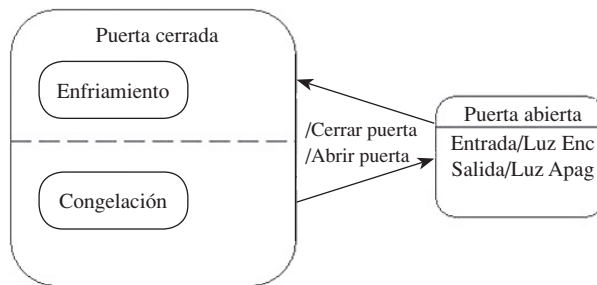 Puerta cerrada
Enfriamiento
Congelación
/Cerrar puerta
/Abrir puerta
Puerta abierta
Entrada/Luz Enc
Salida/Luz Apag